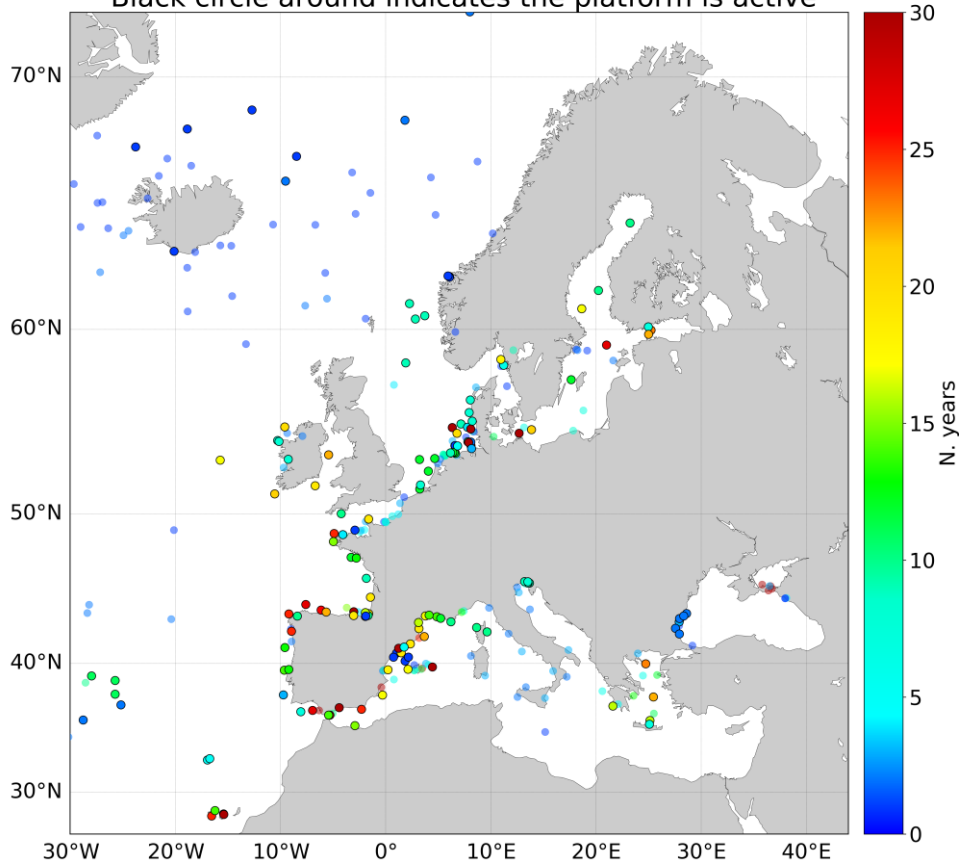 Black circle around indicates the platform is active
70°N
60°N
50°N
40°N
30°N
30°W 20°W 10°W 0° 10°E 20°E 30°E 40°E
30
25
20
15
10
5
0
N. years